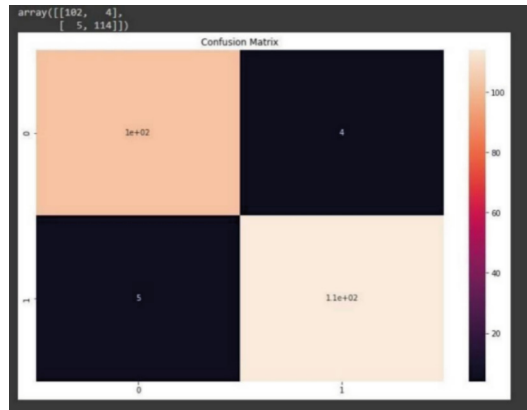 array([[102, 4],
[ 5, 114]])
Confusion Matrix
0
1e+02
4
1
5
1.1e+02
0
1
100
80
60
40
20